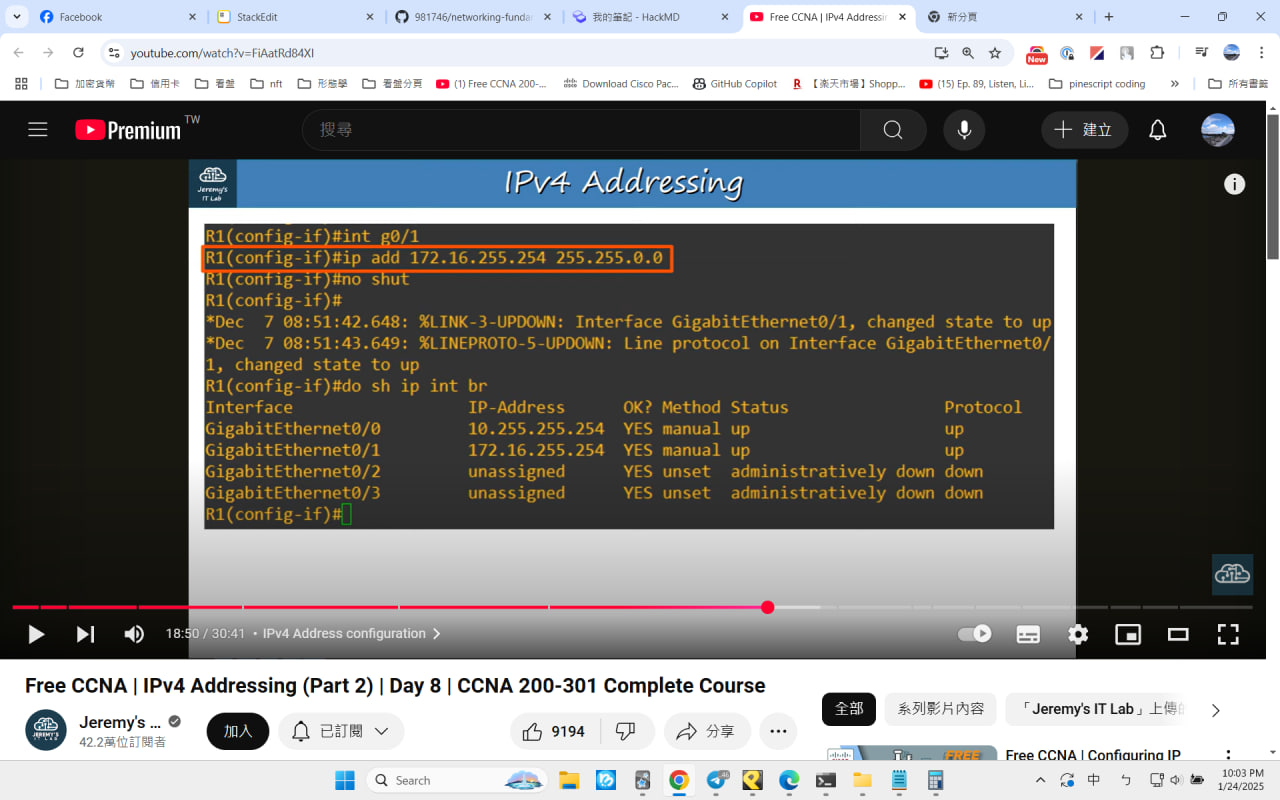 Facebook
StackEdit
981746/networking-fundar
我的筆記 - HackMD
Free CCNA | IPv4 Addressin
新分頁
youtube.com/watch?v=FiAatRd84XI
New
加密貨幣
信用卡
看盤
nft
形態學
看盤分頁
(1) Free CCNA 200-...
Download Cisco Pac...
GitHub Copilot
【楽天市場】Shopp...
(15) Ep. 89, Listen, Li...
pinescript coding
所有書籤
Premium TW
搜尋
建立
Jeremy's
IT Lab
IPv4 Addressing
R1(config-if)#int g0/1
R1(config-if)#ip add 172.16.255.254 255.255.0.0
R1(config-if)#no shut
R1(config-if)#
*Dec  7 08:51:42.648: %LINK-3-UPDOWN: Interface GigabitEthernet0/1, changed state to up
*Dec  7 08:51:43.649: %LINEPROTO-5-UPDOWN: Line protocol on Interface GigabitEthernet0/
1, changed state to up
R1(config-if)#do sh ip int br
Interface IP-Address OK? Method Status Protocol
GigabitEthernet0/0 10.255.255.254 YES manual up up
GigabitEthernet0/1 172.16.255.254 YES manual up up
GigabitEthernet0/2 unassigned YES unset administratively down down
GigabitEthernet0/3 unassigned YES unset administratively down down
R1(config-if)#
18:50 / 30:41 • IPv4 Address configuration
Free CCNA | IPv4 Addressing (Part 2) | Day 8 | CCNA 200-301 Complete Course
Jeremy's ...
42.2萬位訂閱者
加入
已訂閱
9194
分享
全部
系列影片內容
「Jeremy's IT Lab」上傳的
FREE
Free CCNA | Configuring IP
Search
46
中
ㄅ
10:03 PM
1/24/2025